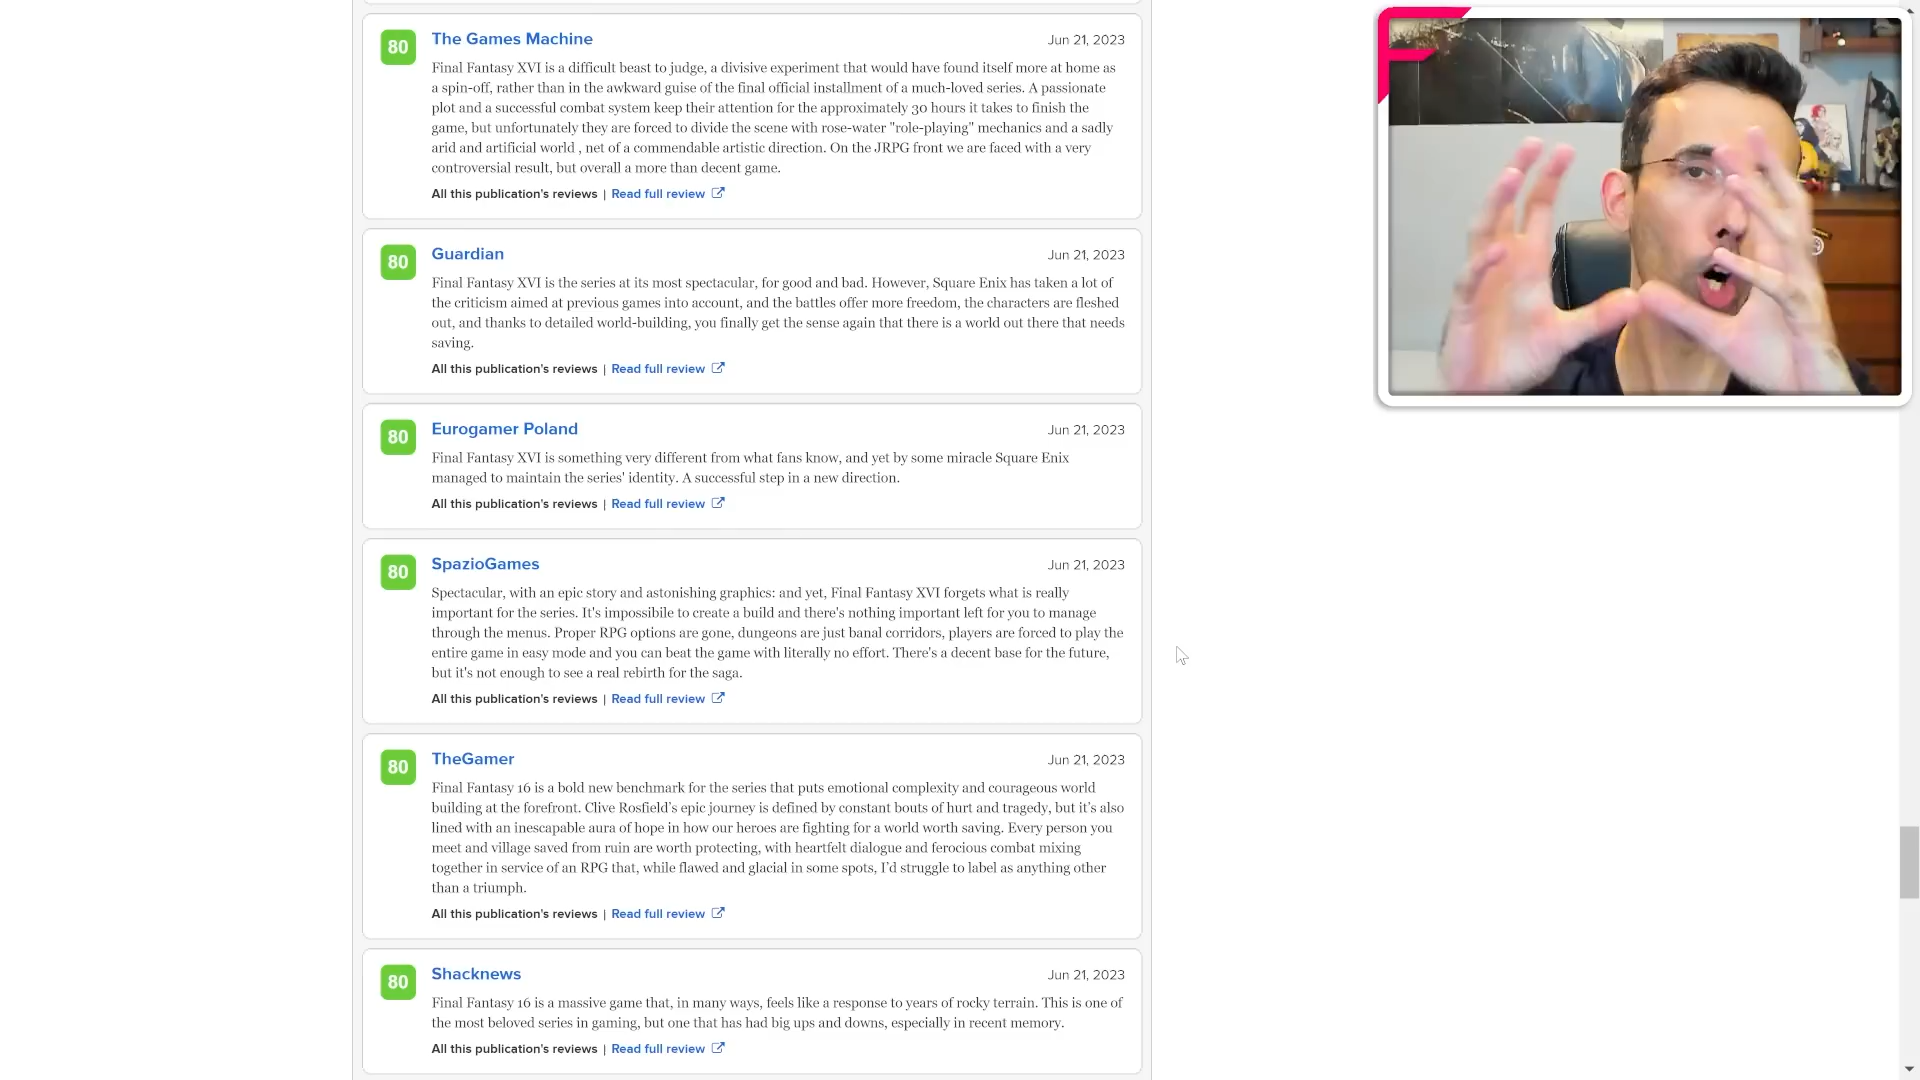 80
The Games Machine
Jun 21, 2023
Final Fantasy XVI is a difficult beast to judge, a divisive experiment that would have found itself more at home as
a spin-off, rather than in the awkward guise of the final official installment of a much-loved series. A passionate
plot and a successful combat system keep their attention for the approximately 30 hours it takes to finish the
game, but unfortunately they are forced to divide the scene with rose-water "role-playing" mechanics and a sadly
arid and artificial world , net of a commendable artistic direction. On the JRPG front we are faced with a very
controversial result, but overall a more than decent game.
All this publication's reviews | Read full review
80
Guardian
Jun 21, 2023
Final Fantasy XVI is the series at its most spectacular, for good and bad. However, Square Enix has taken a lot of
the criticism aimed at previous games into account, and the battles offer more freedom, the characters are fleshed
out, and thanks to detailed world-building, you finally get the sense again that there is a world out there that needs
saving.
All this publication's reviews | Read full review
80
Eurogamer Poland
Jun 21, 2023
Final Fantasy XVI is something very different from what fans know, and yet by some miracle Square Enix
managed to maintain the series' identity. A successful step in a new direction.
All this publication's reviews | Read full review
80
SpazioGames
Jun 21, 2023
Spectacular, with an epic story and astonishing graphics: and yet, Final Fantasy XVI forgets what is really
important for the series. It's impossibile to create a build and there's nothing important left for you to manage
through the menus. Proper RPG options are gone, dungeons are just banal corridors, players are forced to play the
entire game in easy mode and you can beat the game with literally no effort. There's a decent base for the future,
but it's not enough to see a real rebirth for the saga.
All this publication's reviews | Read full review
80
TheGamer
Jun 21, 2023
Final Fantasy 16 is a bold new benchmark for the series that puts emotional complexity and courageous world
building at the forefront. Clive Rosfield’s epic journey is defined by constant bouts of hurt and tragedy, but it’s also
lined with an inescapable aura of hope in how our heroes are fighting for a world worth saving. Every person you
meet and village saved from ruin are worth protecting, with heartfelt dialogue and ferocious combat mixing
together in service of an RPG that, while flawed and glacial in some spots, I’d struggle to label as anything other
than a triumph.
All this publication's reviews | Read full review
80
Shacknews
Jun 21, 2023
Final Fantasy 16 is a massive game that, in many ways, feels like a response to years of rocky terrain. This is one of
the most beloved series in gaming, but one that has had big ups and downs, especially in recent memory.
All this publication's reviews | Read full review